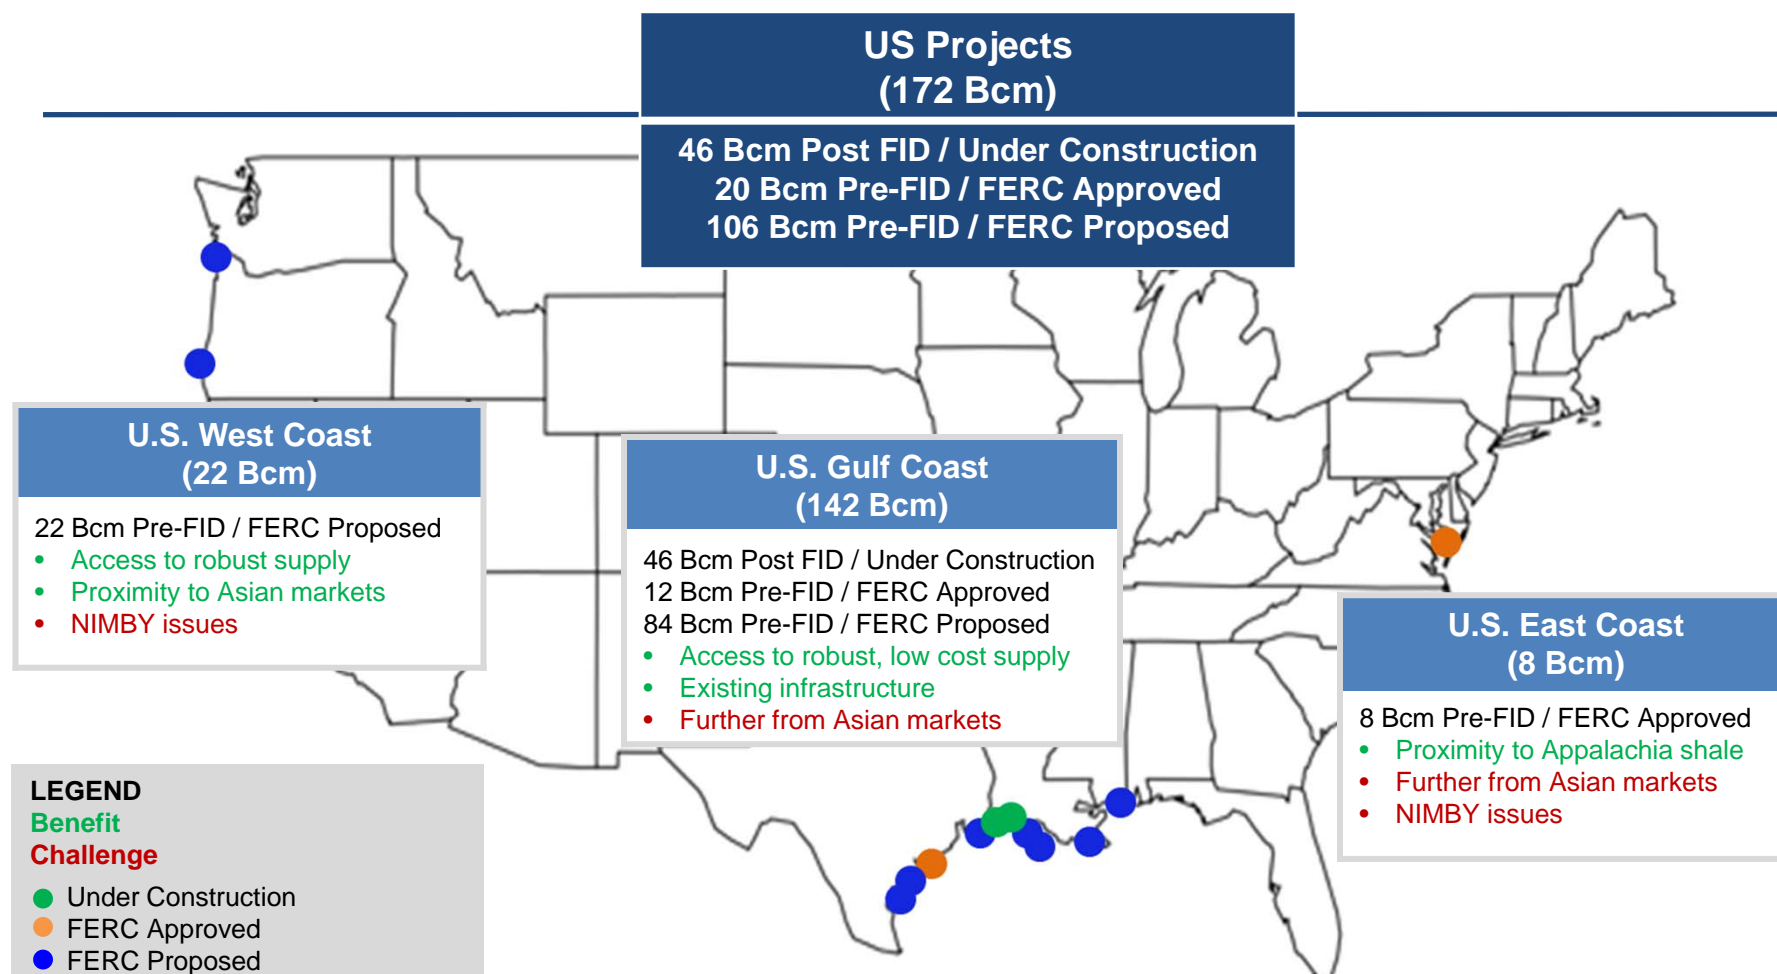 US Projects
(172 Bcm)
46 Bcm Post FID / Under Construction
20 Bcm Pre-FID / FERC Approved
106 Bcm Pre-FID / FERC Proposed
U.S. West Coast
(22 Bcm)
22 Bcm Pre-FID / FERC Proposed
• Access to robust supply
• Proximity to Asian markets
• NIMBY issues
U.S. Gulf Coast
(142 Bcm)
46 Bcm Post FID / Under Construction
12 Bcm Pre-FID / FERC Approved
84 Bcm Pre-FID / FERC Proposed
• Access to robust, low cost supply
• Existing infrastructure
• Further from Asian markets
U.S. East Coast
(8 Bcm)
8 Bcm Pre-FID / FERC Approved
• Proximity to Appalachia shale
• Further from Asian markets
• NIMBY issues
LEGEND
Benefit
Challenge
Under Construction
FERC Approved
FERC Proposed